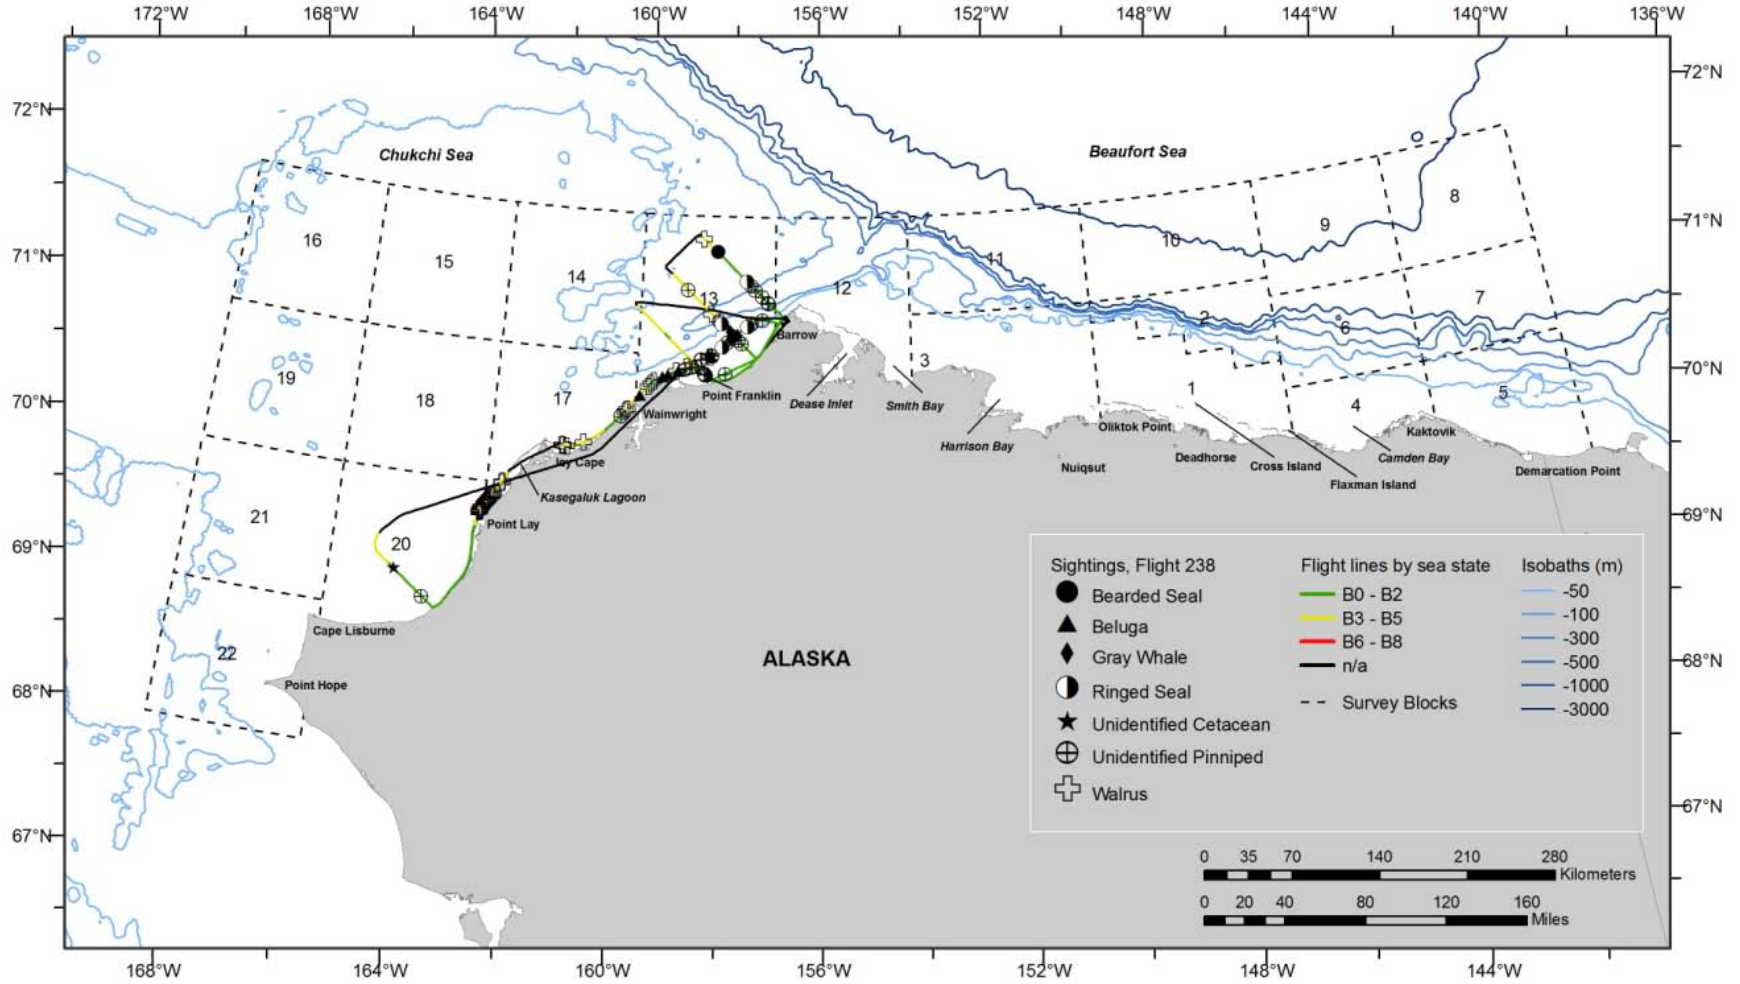 172°W 168°W 164°W 160°W 156°W 152°W 148°W 144°W 140°W 136°W
72°N 72°N
Chukchi Sea Beaufort Sea
8
9
71°N
16 10
71°N
15 11
14
12
13 7
2
6
Barrow
70°N
3
19
1
5
18 17 Point Franklin
70°N
Dease Inlet Smith Bay
4
Wainwright
Oliktok Point Kaktovik
Harrison Bay
Icy Cape Nuiqsut Deadhorse Cross Island Camden Bay
Demarcation Point
Flaxman Island
Kasegaluk Lagoon
21 Point Lay
69°N
69°N
20
Cape Lisburne
22
ALASKA
68°N
Point Hope
68°N
67°N
67°N
Sightings, Flight 238
Bearded Seal
Beluga
Gray Whale
Ringed Seal
Unidentified Cetacean
Unidentified Pinniped
Walrus
Flight lines by sea state
B0 - B2
B3 - B5
B6 - B8
n/a
Survey Blocks
Isobaths (m)
-50
-100
-300
-500
-1000
-3000
0 35 70 140 210 280
Kilometers
0 20 40 80 120 160
Miles
168°W 164°W 160°W 156°W 152°W 148°W 144°W